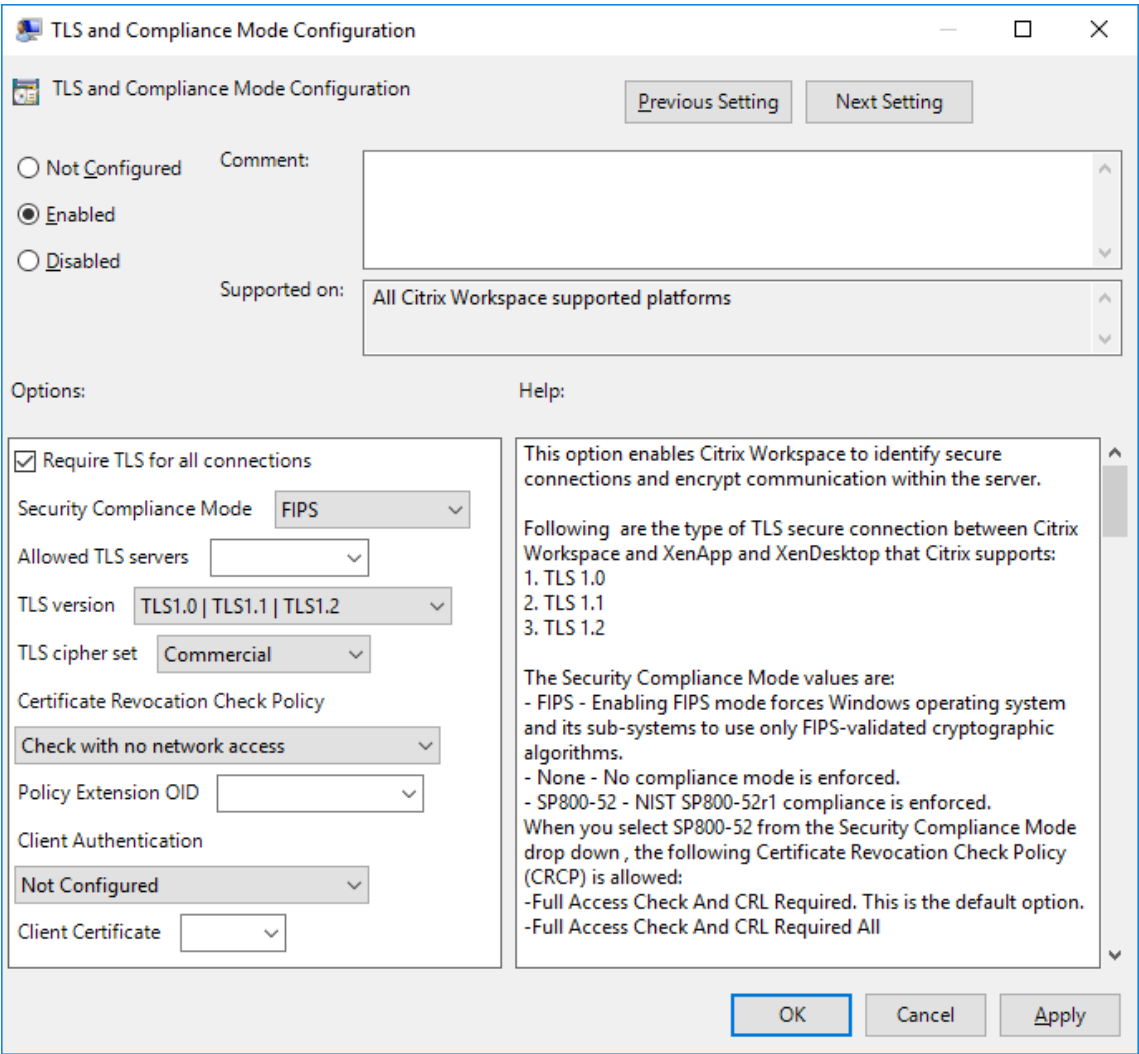 TLS and Compliance Mode Configuration
TLS and Compliance Mode Configuration
Previous Setting
Next Setting
Not Configured
Enabled
Disabled
Comment:
Supported on:
All Citrix Workspace supported platforms
Options:
Help:
Require TLS for all connections
Security Compliance Mode FIPS
Allowed TLS servers
TLS version TLS1.0 | TLS1.1 | TLS1.2
TLS cipher set Commercial
Certificate Revocation Check Policy
Check with no network access
Policy Extension OID
Client Authentication
Not Configured
Client Certificate
This option enables Citrix Workspace to identify secure
connections and encrypt communication within the server.
Following  are the type of TLS secure connection between Citrix
Workspace and XenApp and XenDesktop that Citrix supports:
1. TLS 1.0
2. TLS 1.1
3. TLS 1.2
The Security Compliance Mode values are:
- FIPS - Enabling FIPS mode forces Windows operating system
and its sub-systems to use only FIPS-validated cryptographic
algorithms.
- None - No compliance mode is enforced.
- SP800-52 - NIST SP800-52r1 compliance is enforced.
When you select SP800-52 from the Security Compliance Mode
drop down , the following Certificate Revocation Check Policy
(CRCP) is allowed:
-Full Access Check And CRL Required. This is the default option.
-Full Access Check And CRL Required All
OK
Cancel
Apply